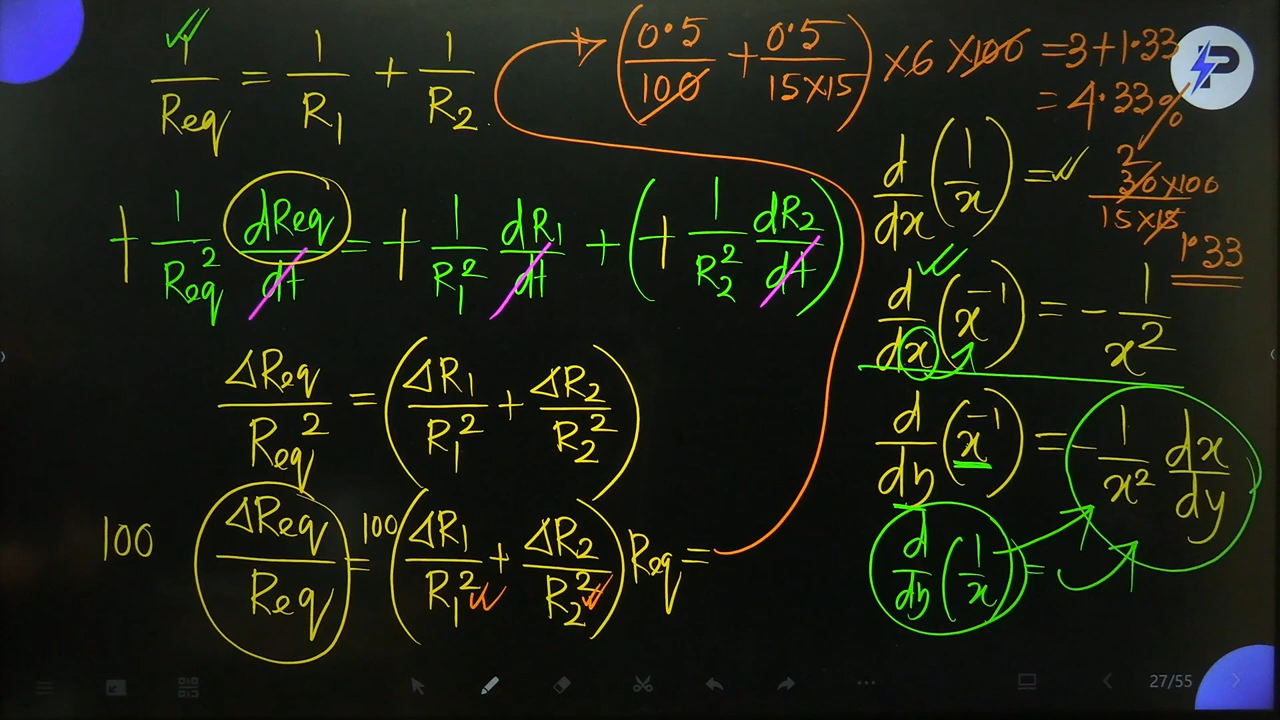 1/Req = 1/R₁ + 1/R₂
+ 1/Req² dReq/dt = + 1/R₁² dR₁/dt + (+ 1/R₂² dR₂/dt)
ΔReq/Req² = (ΔR₁/R₁² + ΔR₂/R₂²)
100 ΔReq/Req = 100 (ΔR₁/R₁² + ΔR₂/R₂²) Req =
(0.5/100 + 0.5/15×15) ×6 ×100 = 3+1.33
= 4.33%
2
30×100/15×15
1.33
d/dx (1/x) =
d/dx (x⁻¹) = - 1/x²
d/dy (x⁻¹) = - 1/x² dx/dy
d/dy (1/x) =
P
27/55